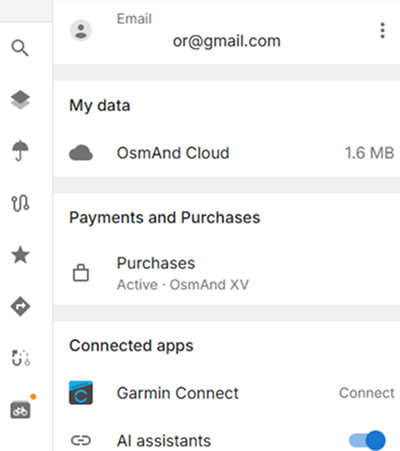 Email
or@gmail.com
My data
OsmAnd Cloud 1.6 MB
Payments and Purchases
Purchases
Active · OsmAnd XV
Connected apps
Garmin Connect Connect
AI assistants